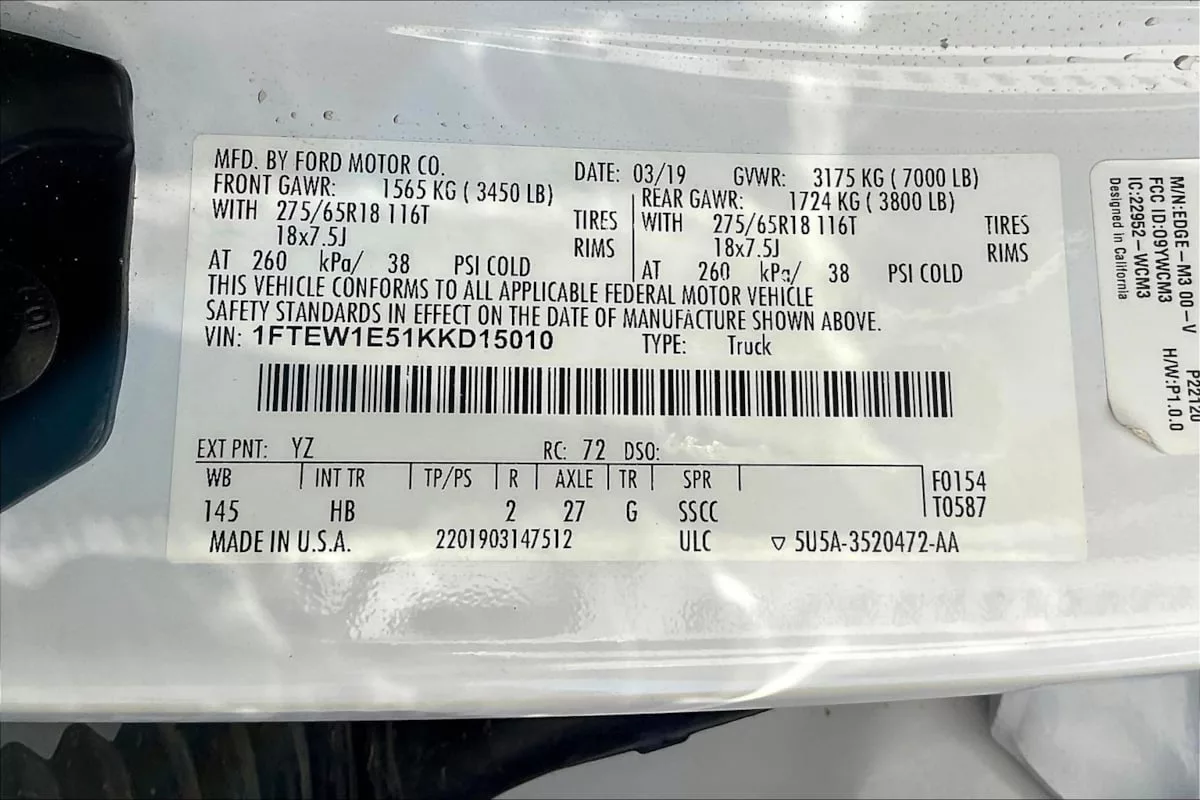 MFD. BY FORD MOTOR CO. DATE: 03/19 GVWR: 3175 KG ( 7000 LB)
FRONT GAWR: 1565 KG ( 3450 LB) REAR GAWR: 1724 KG ( 3800 LB)
WITH 275/65R18 116T TIRES WITH 275/65R18 116T TIRES
18x7.5J RIMS 18x7.5J RIMS
AT 260 kPa/ 38 PSI COLD AT 260 kPa/ 38 PSI COLD
THIS VEHICLE CONFORMS TO ALL APPLICABLE FEDERAL MOTOR VEHICLE
SAFETY STANDARDS IN EFFECT ON THE DATE OF MANUFACTURE SHOWN ABOVE.
VIN: 1FTEW1E51KKD15010 TYPE: Truck
EXT PNT: YZ RC: 72 DSO:
WB INT TR TP/PS R AXLE TR SPR F0154
145 HB 2 27 G SSCC T0587
MADE IN U.S.A. 2201903147512 ULC ▽ 5U5A-3520472-AA
M/N:EDGE-M3 00-V P22120
FCC ID:O9YWCM3 H/W:P1.0.0
IC:22952-WCM3
Designed in California